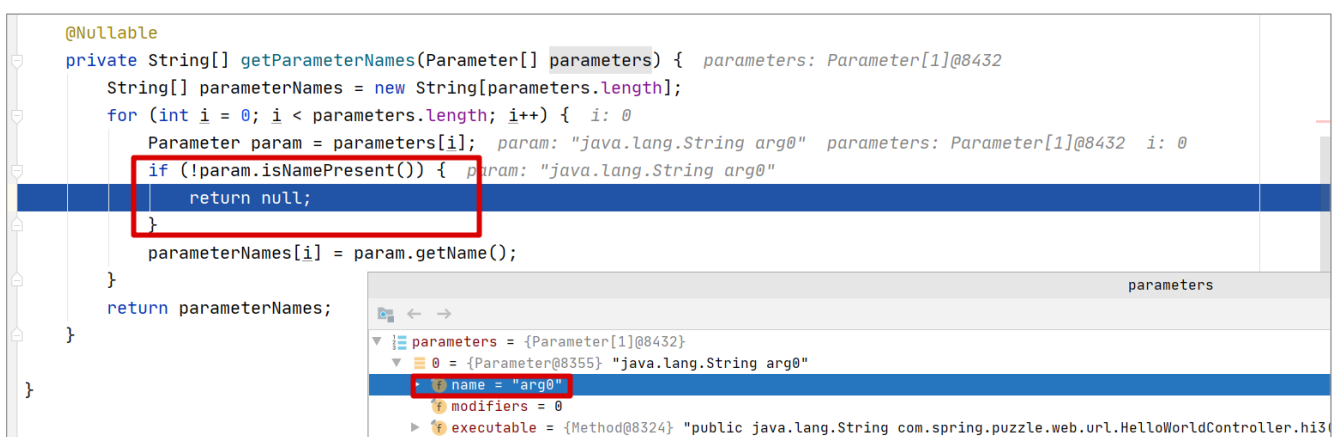 @Nullable
private String[] getParameterNames(Parameter[] parameters) {  parameters: Parameter[1]@8432
String[] parameterNames = new String[parameters.length];
for (int i = 0; i < parameters.length; i++) {  i: 0
Parameter param = parameters[i];  param: "java.lang.String arg0"  parameters: Parameter[1]@8432  i: 0
if (!param.isNamePresent()) {  param: "java.lang.String arg0"
return null;
}
parameterNames[i] = param.getName();
}
return parameterNames;
}
}
parameters
parameters = {Parameter[1]@8432}
0 = {Parameter@8355} "java.lang.String arg0"
name = "arg0"
modifiers = 0
executable = {Method@8324} "public java.lang.String com.spring.puzzle.web.url.HelloWorldController.hi3(